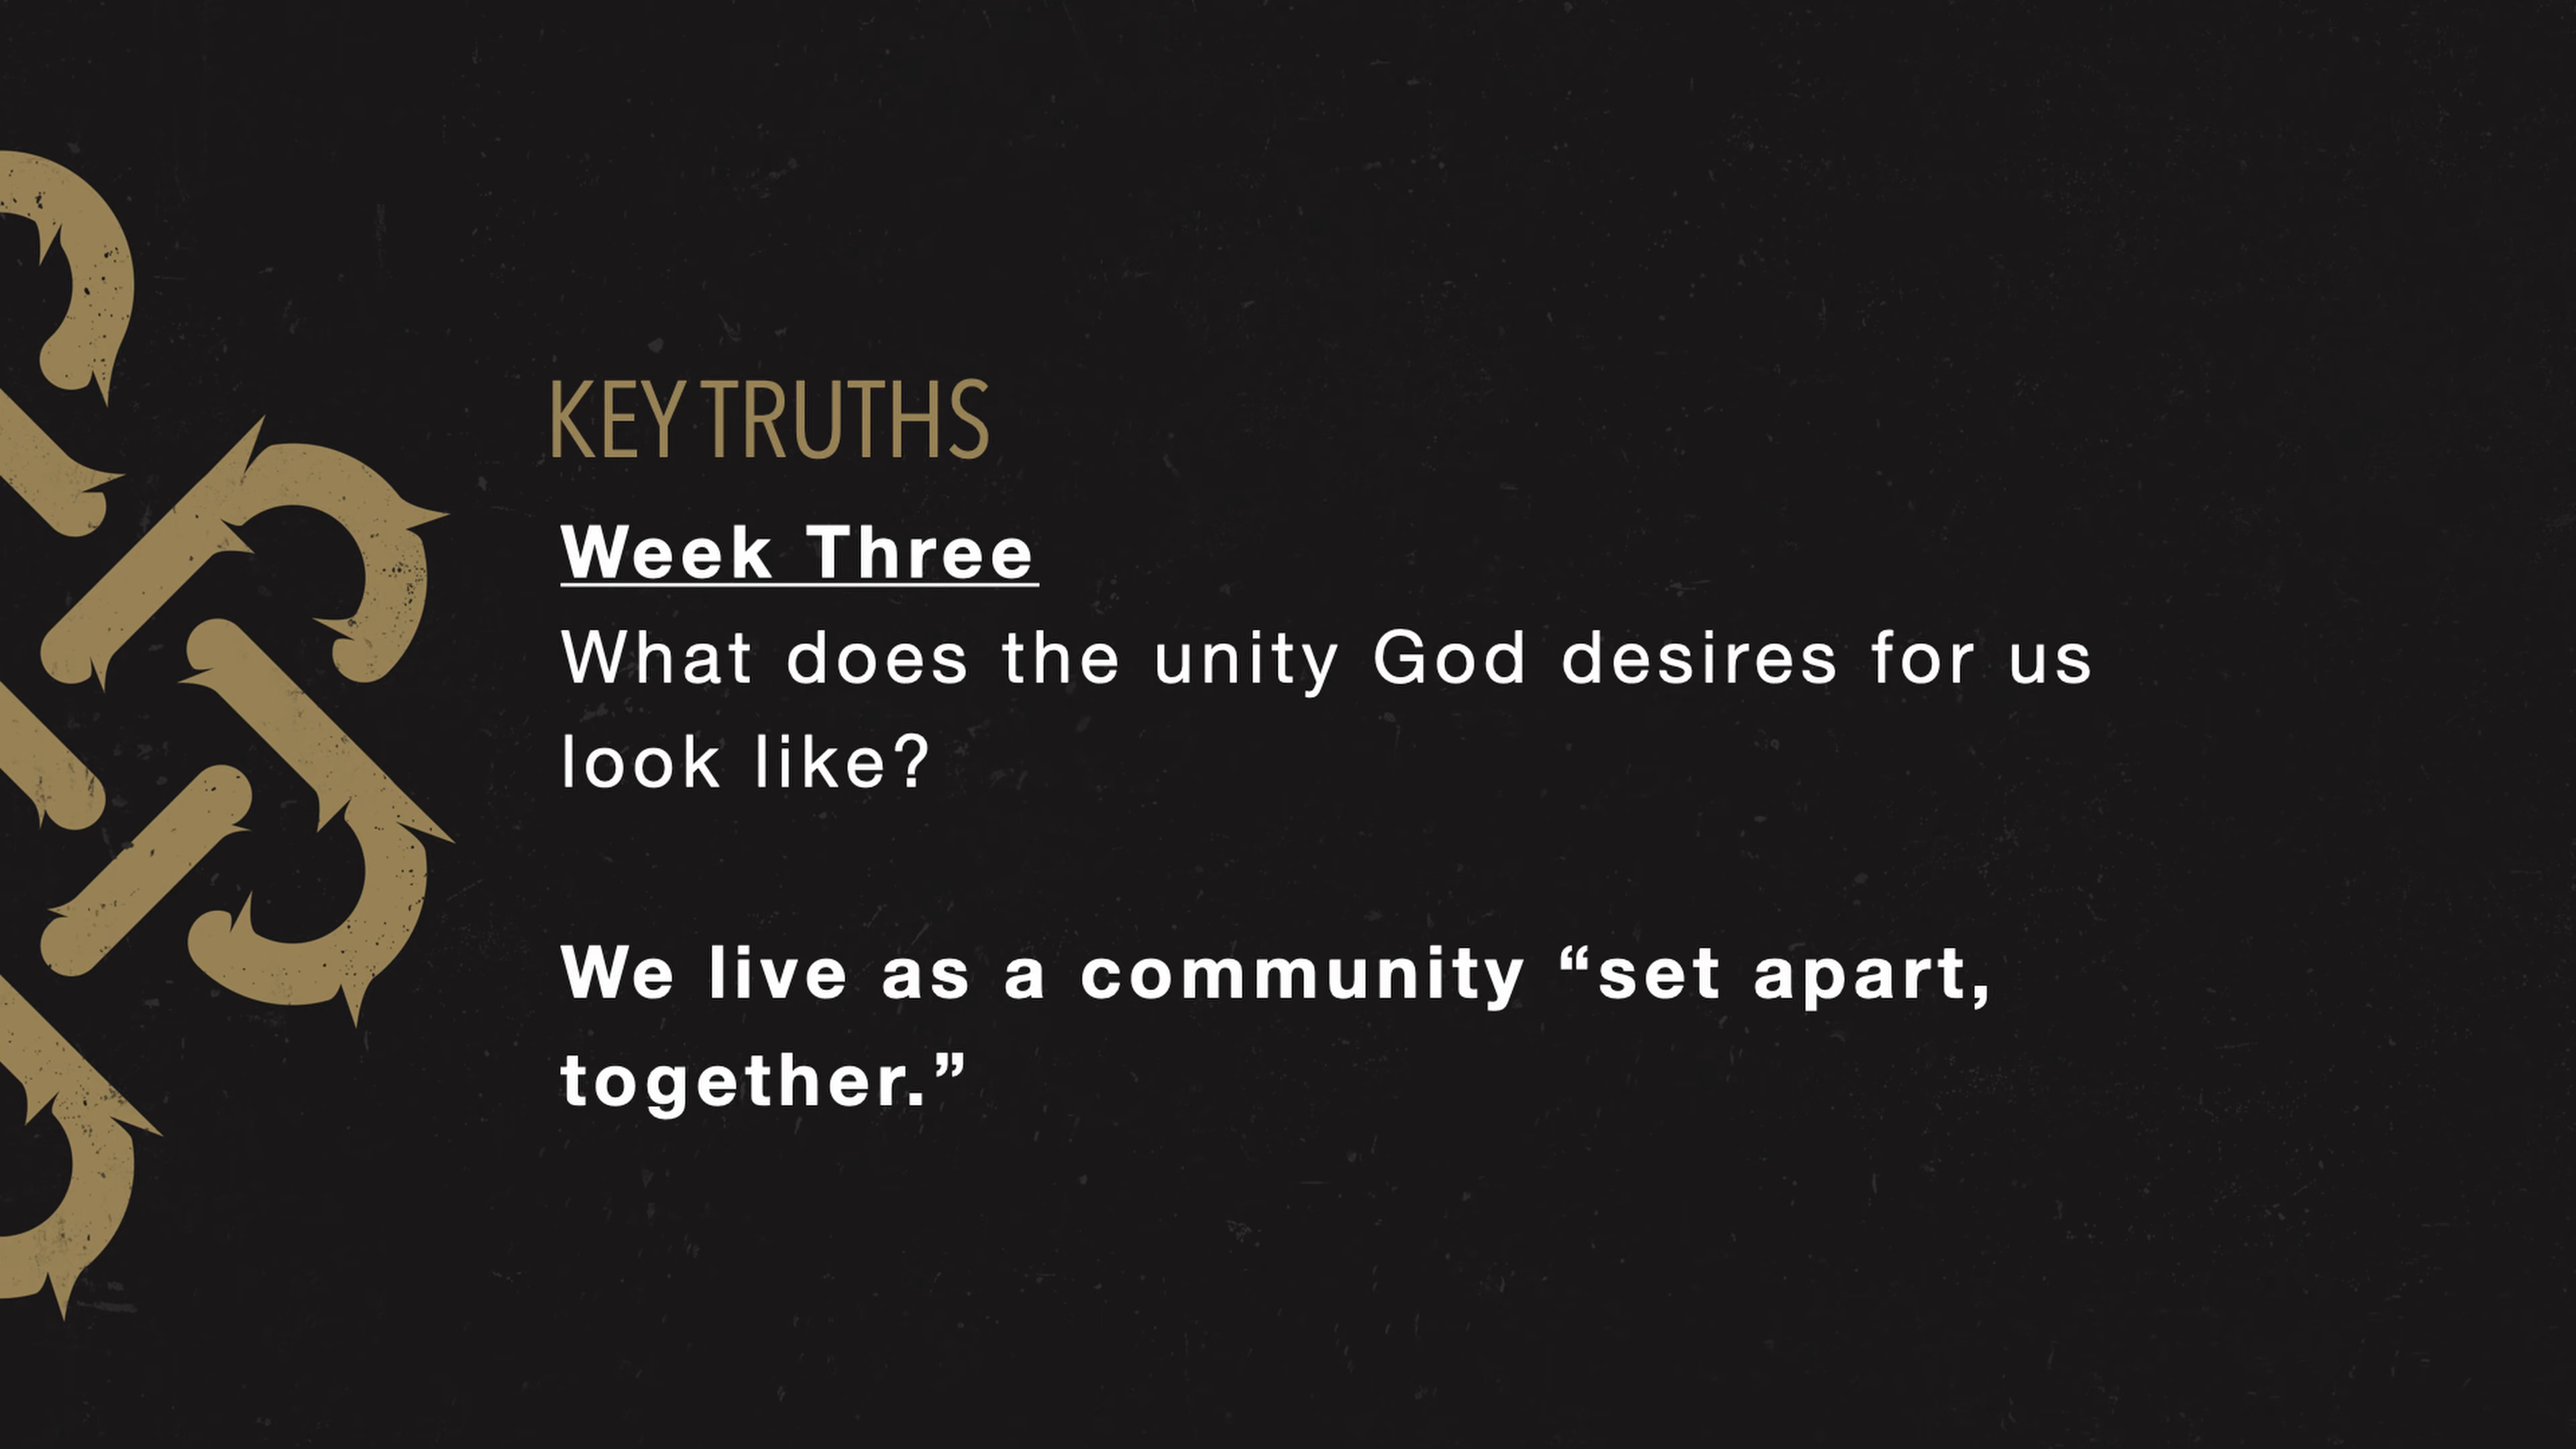 KEY TRUTHS
Week Three
What does the unity God desires for us
look like?
We live as a community “set apart,
together.”